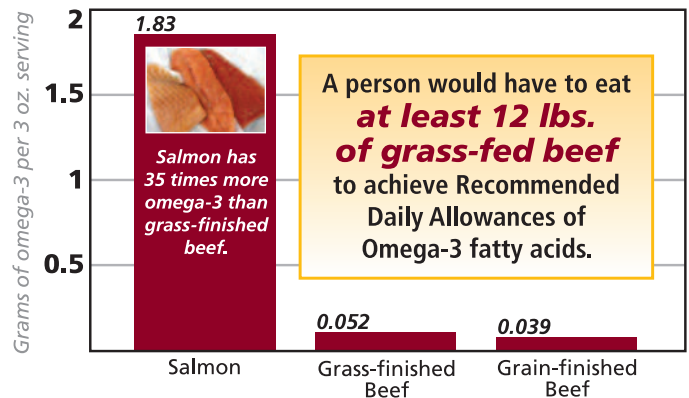 Grams of omega-3 per 3 oz. serving
2
1.5
1
0.5
1.83
Salmon has
35 times more
omega-3 than
grass-finished
beef.
A person would have to eat
at least 12 lbs.
of grass-fed beef
to achieve Recommended
Daily Allowances of
Omega-3 fatty acids.
0.052
0.039
Salmon
Grass-finished
Beef
Grain-finished
Beef